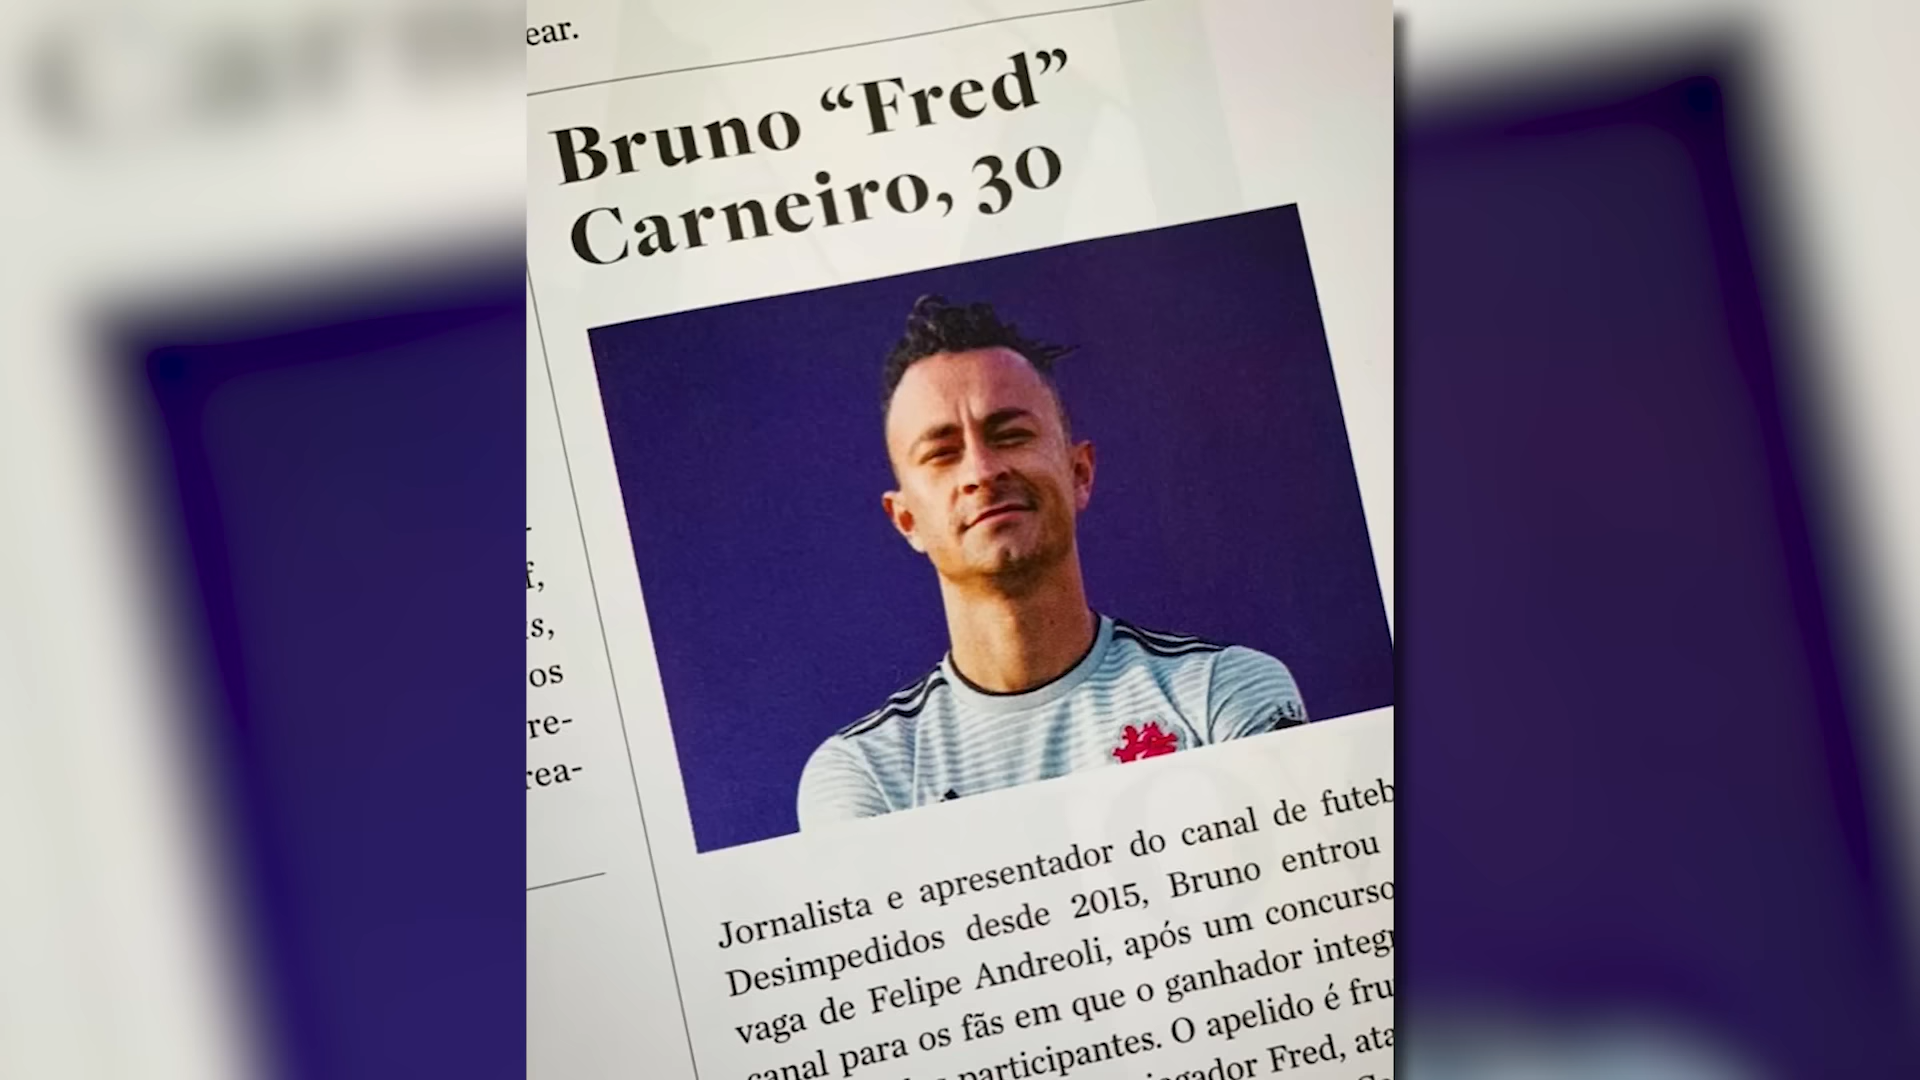 ear.
Bruno “Fred”
Carneiro, 30
f,
os
re-
rea-
Jornalista e apresentador do canal de futeb
Desimpedidos desde 2015, Bruno entrou
vaga de Felipe Andreoli, após um concurso
canal para os fãs em que o ganhador integr
participantes. O apelido é fru
jogador Fred, ata